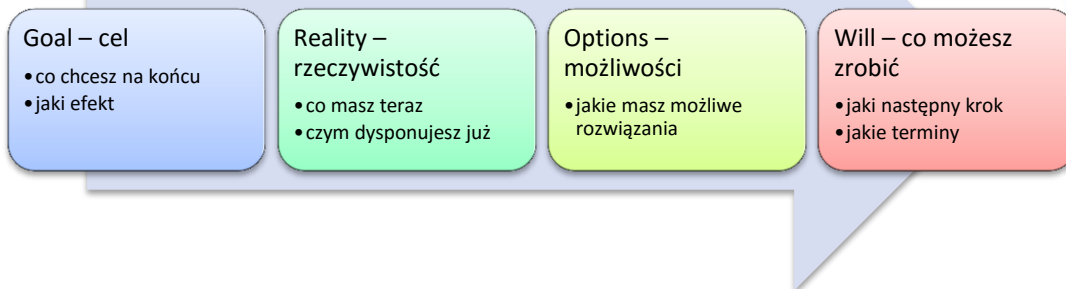 Goal – cel
•co chcesz na końcu
•jaki efekt
Reality –
rzeczywistość
•co masz teraz
•czym dysponujesz już
Options –
możliwości
•jakie masz możliwe
rozwiązania
Will – co możesz
zrobić
•jaki następny krok
•jakie terminy